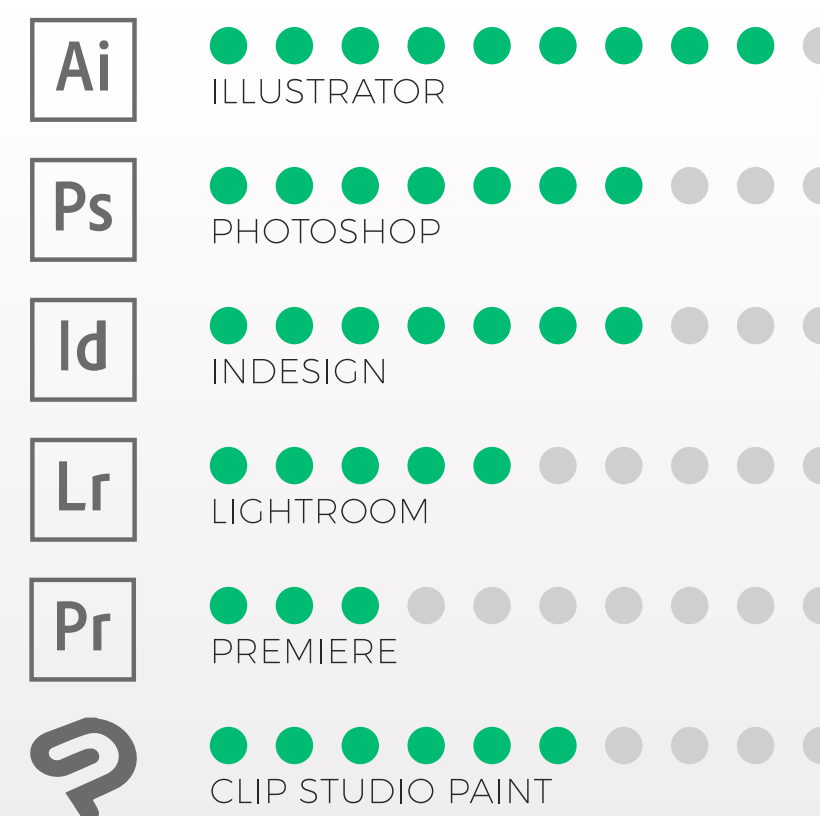 Ai
ILLUSTRATOR
Ps
PHOTOSHOP
Id
INDESIGN
Lr
LIGHTROOM
Pr
PREMIERE
CLIP STUDIO PAINT